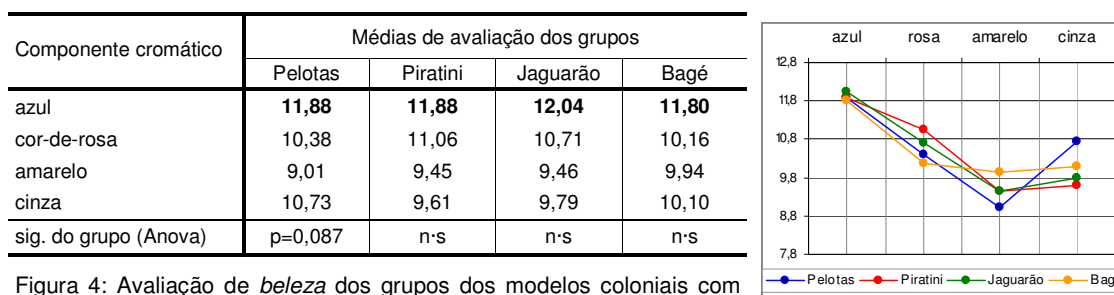 Componente cromático
Médias de avaliação dos grupos
Pelotas Piratini Jaguarão Bagé
azul 11,88 11,88 12,04 11,80
cor-de-rosa 10,38 11,06 10,71 10,16
amarelo 9,01 9,45 9,46 9,94
cinza 10,73 9,61 9,79 10,10
sig. do grupo (Anova) p=0,087 n·s n·s n·s
Figura 4: Avaliação de beleza dos grupos dos modelos coloniais com
azul rosa amarelo cinza
12,8
11,8
10,8
9,8
8,8
7,8
Pelotas Piratini Jaguarão